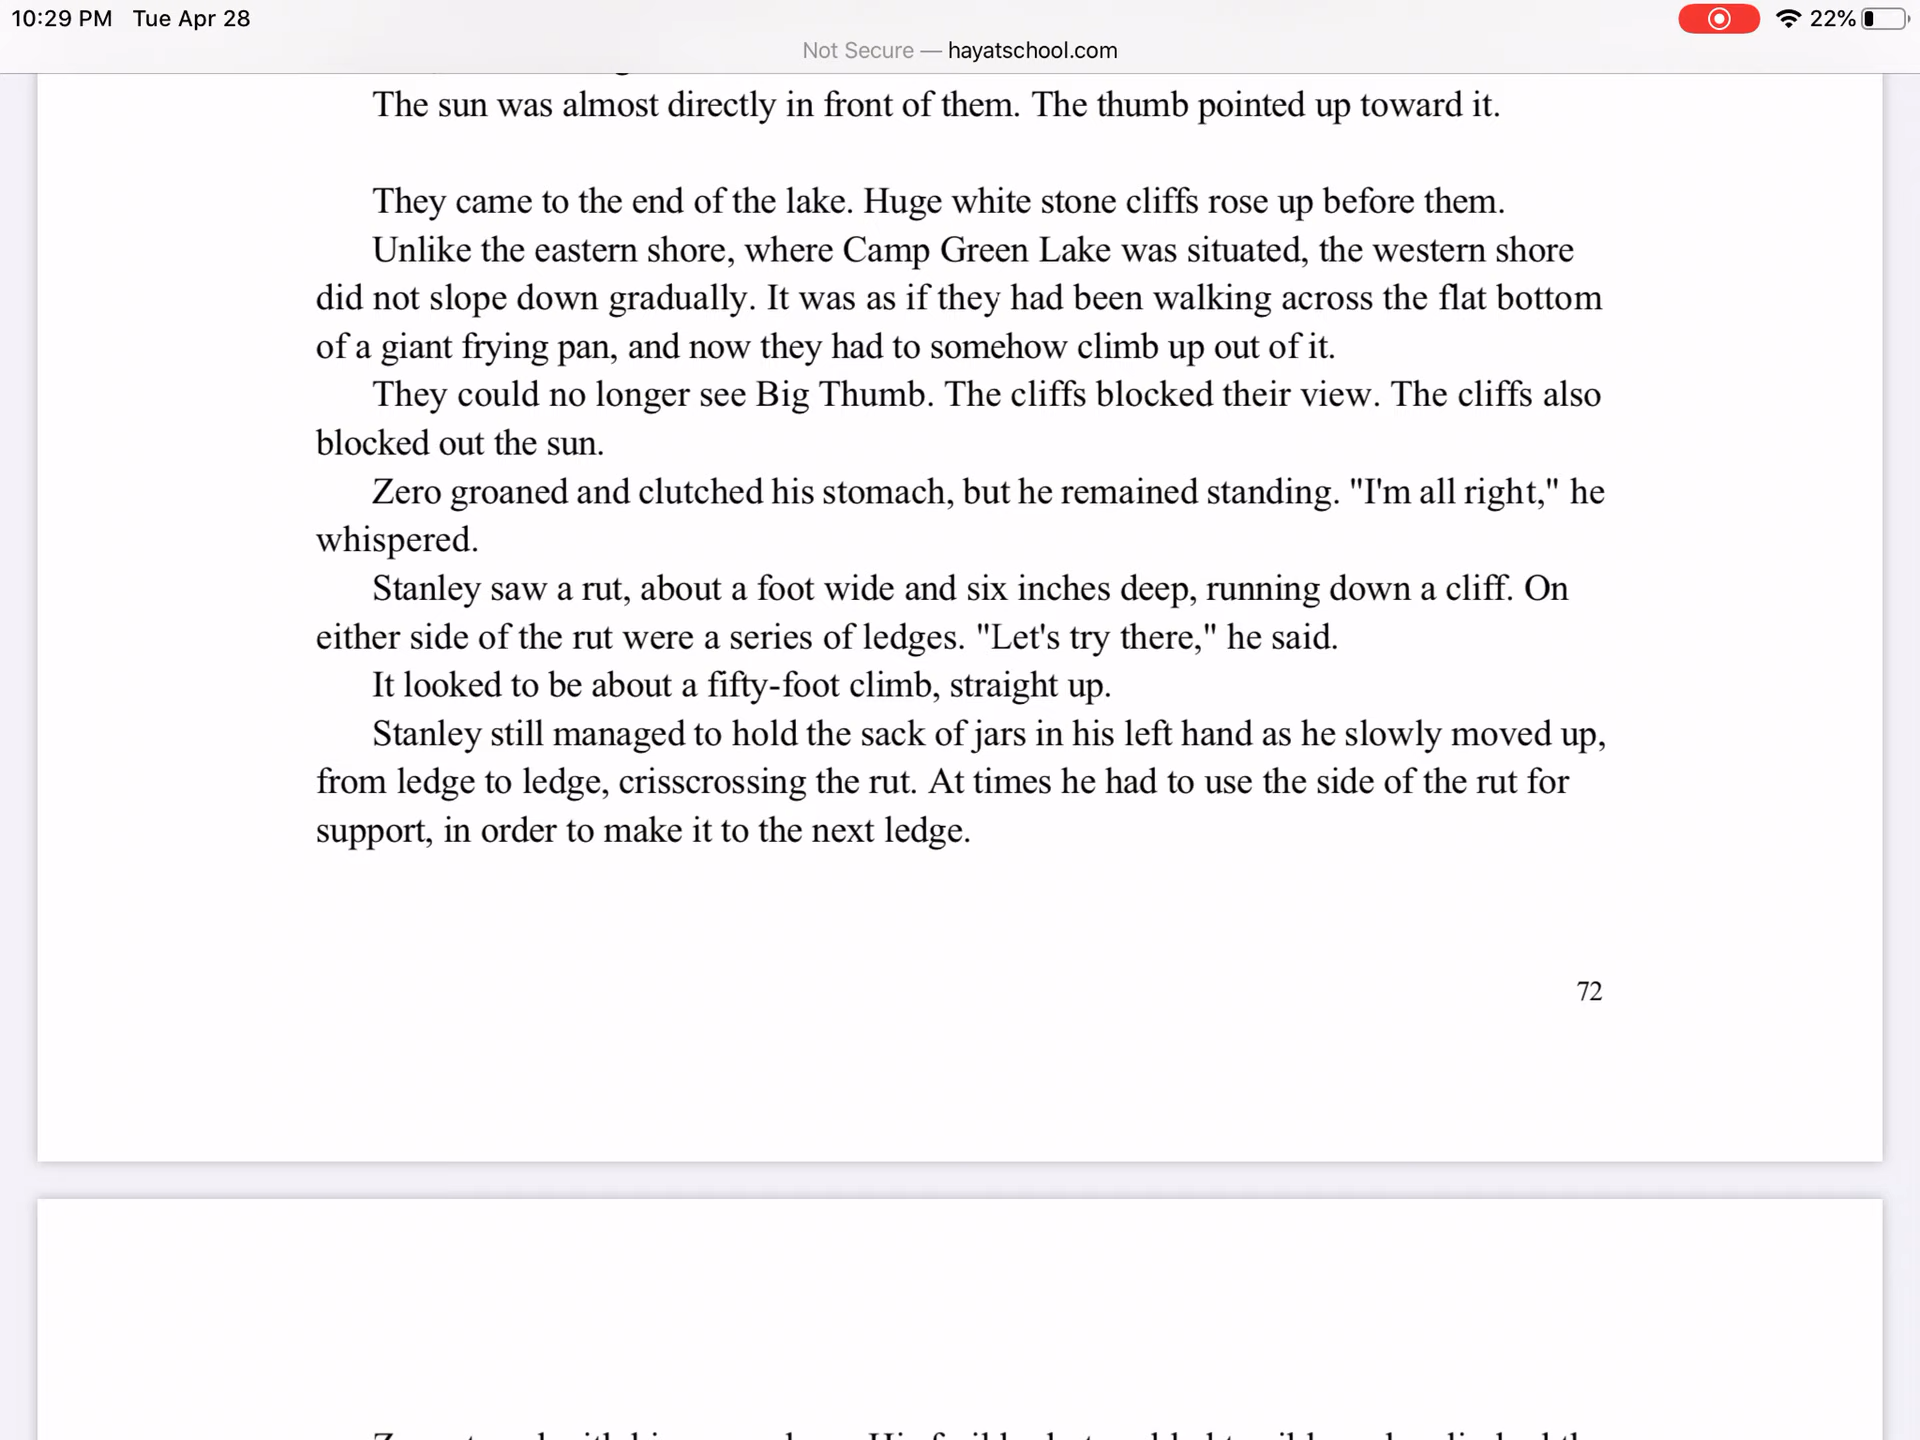 10:29 PM Tue Apr 28
22%
Not Secure — hayatschool.com
The sun was almost directly in front of them. The thumb pointed up toward it.
They came to the end of the lake. Huge white stone cliffs rose up before them.
Unlike the eastern shore, where Camp Green Lake was situated, the western shore
did not slope down gradually. It was as if they had been walking across the flat bottom
of a giant frying pan, and now they had to somehow climb up out of it.
They could no longer see Big Thumb. The cliffs blocked their view. The cliffs also
blocked out the sun.
Zero groaned and clutched his stomach, but he remained standing. "I'm all right," he
whispered.
Stanley saw a rut, about a foot wide and six inches deep, running down a cliff. On
either side of the rut were a series of ledges. "Let's try there," he said.
It looked to be about a fifty-foot climb, straight up.
Stanley still managed to hold the sack of jars in his left hand as he slowly moved up,
from ledge to ledge, crisscrossing the rut. At times he had to use the side of the rut for
support, in order to make it to the next ledge.
72